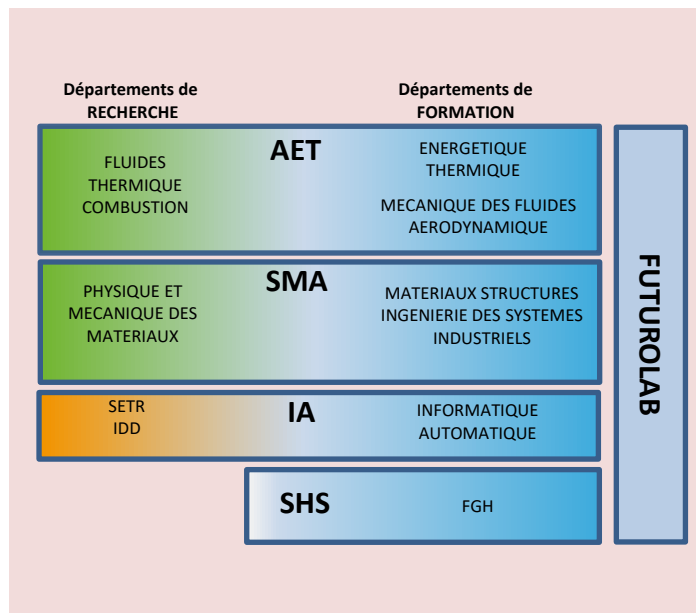 Départements de
RECHERCHE
Départements de
FORMATION
AET
FLUIDES
THERMIQUE
COMBUSTION
ENERGETIQUE
THERMIQUE
MECANIQUE DES FLUIDES
AERODYNAMIQUE
SMA
PHYSIQUE ET
MECANIQUE DES
MATERIAUX
MATERIAUX STRUCTURES
INGENIERIE DES SYSTEMES
INDUSTRIELS
IA
SETR
IDD
INFORMATIQUE
AUTOMATIQUE
SHS
FGH
FUTUROLAB